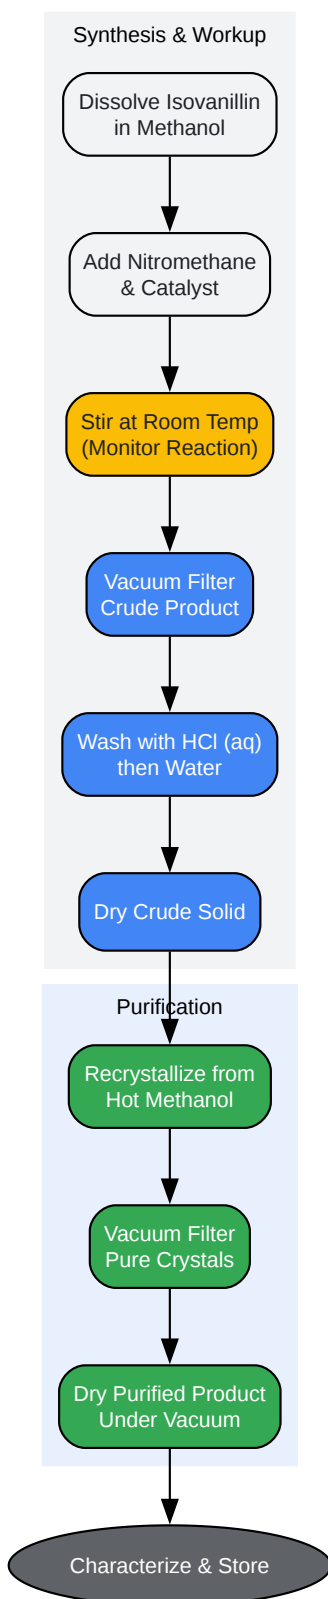 Synthesis & Workup
Dissolve Isovanillin
in Methanol
Add Nitromethane
& Catalyst
Stir at Room Temp
(Monitor Reaction)
Vacuum Filter
Crude Product
Wash with HCl (aq)
then Water
Dry Crude Solid
Purification
Recrystallize from
Hot Methanol
Vacuum Filter
Pure Crystals
Dry Purified Product
Under Vacuum
Characterize & Store